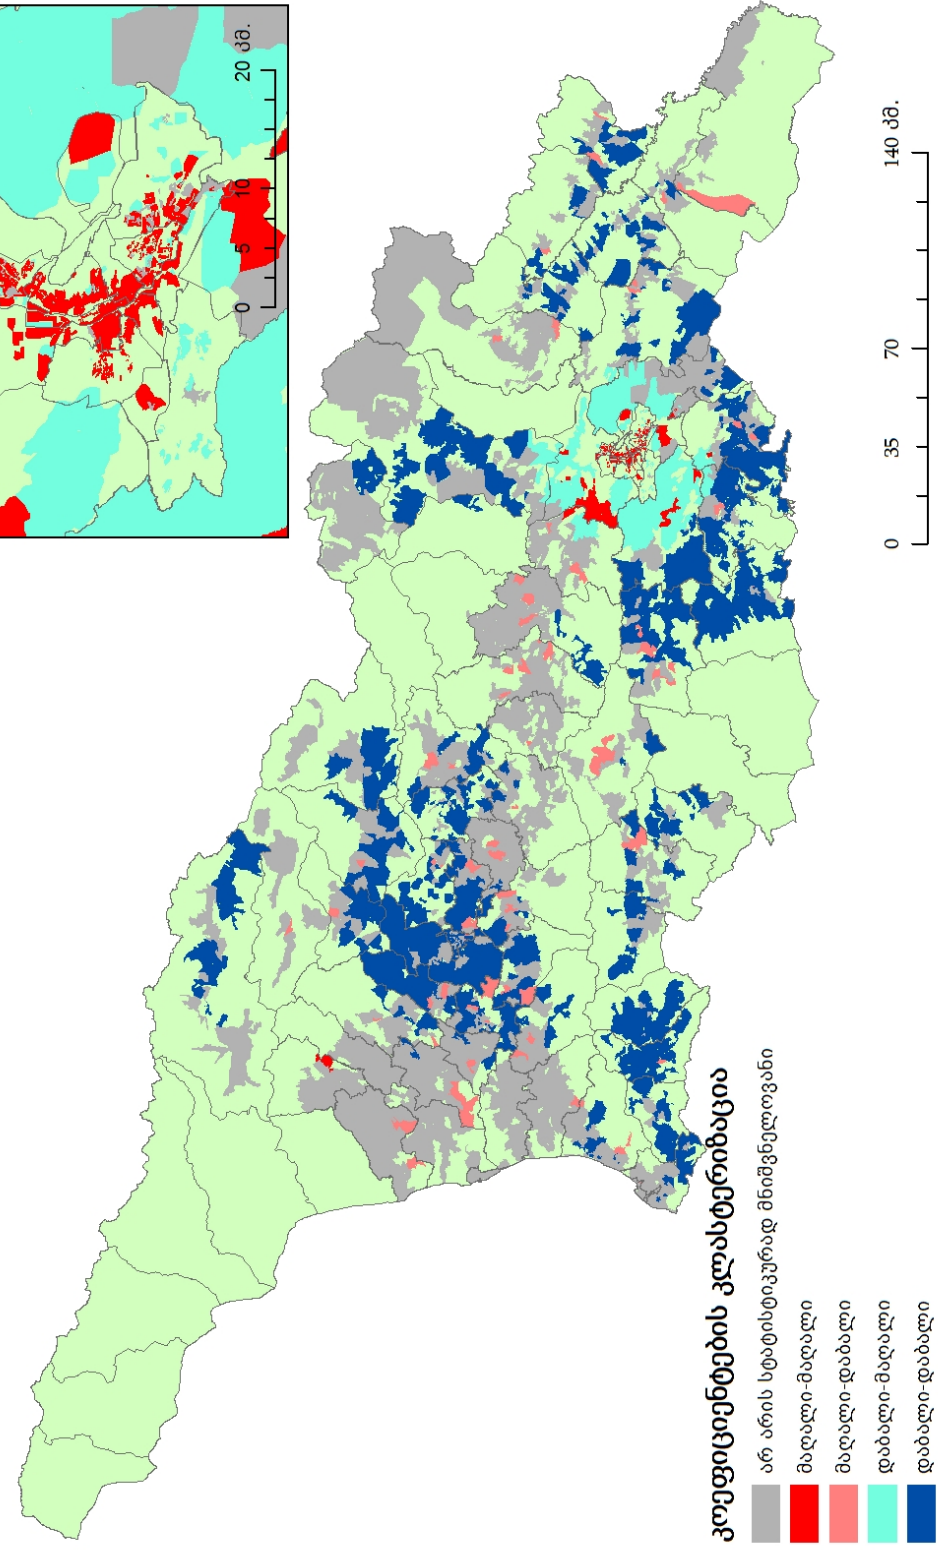 0 5 10 20 კმ.
კოეფიციენტების კლასტერიზაცია
არ არის სტატისტიკურად მნიშვნელოვანი
მაღალი-მაღალი
მაღალი-დაბალი
დაბალი-მაღალი
დაბალი-დაბალი
0 35 70 140 კმ.